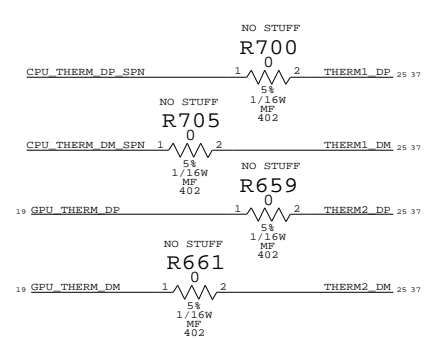 NO STUFF
R700
0
CPU_THERM_DP_SPN 1 2 THERM1_DP 25 37
5%
1/16W
MF
402
NO STUFF
R705
0
CPU_THERM_DM_SPN 1 2 THERM1_DM 25 37
5%
1/16W
MF
402
NO STUFF
R659
0
19 GPU_THERM_DP 1 2 THERM2_DP 25 37
5%
1/16W
MF
402
NO STUFF
R661
0
19 GPU_THERM_DM 1 2 THERM2_DM 25 37
5%
1/16W
MF
402